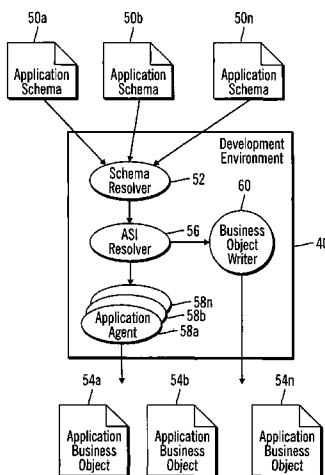 50a
50b
50n
Application
Schema
Application
Schema
Application
Schema
Development
Environment
Schema
Resolver
52
60
ASI
Resolver
56
Business
Object
Writer
40
58n
58b
58a
Application
Agent
54a
54b
54n
Application
Business
Object
Application
Business
Object
Application
Business
Object